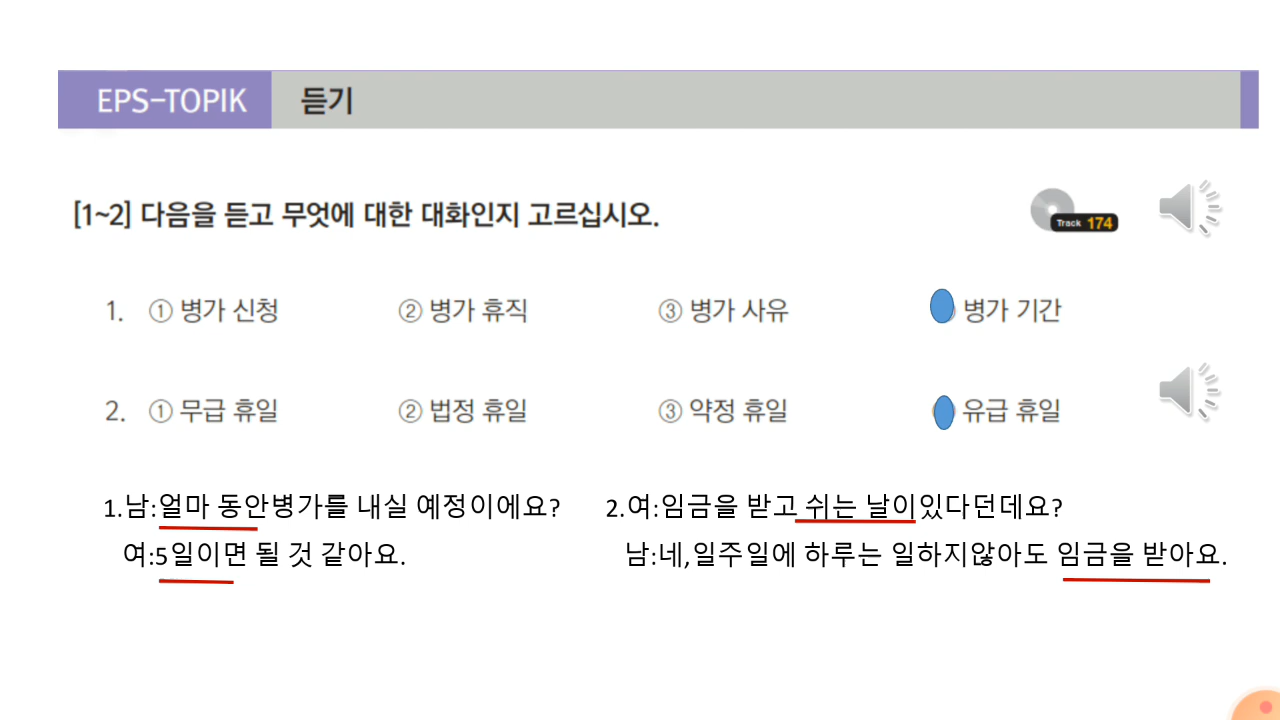 EPS-TOPIK 듣기
[1~2] 다음을 듣고 무엇에 대한 대화인지 고르십시오.
Track 174
1. ① 병가 신청 ② 병가 휴직 ③ 병가 사유 병가 기간
2. ① 무급 휴일 ② 법정 휴일 ③ 약정 휴일 유급 휴일
1.남:얼마 동안병가를 내실 예정이에요?
여:5일이면 될 것 같아요.
2.여:임금을 받고 쉬는 날이있다던데요?
남:네,일주일에 하루는 일하지않아도 임금을 받아요.